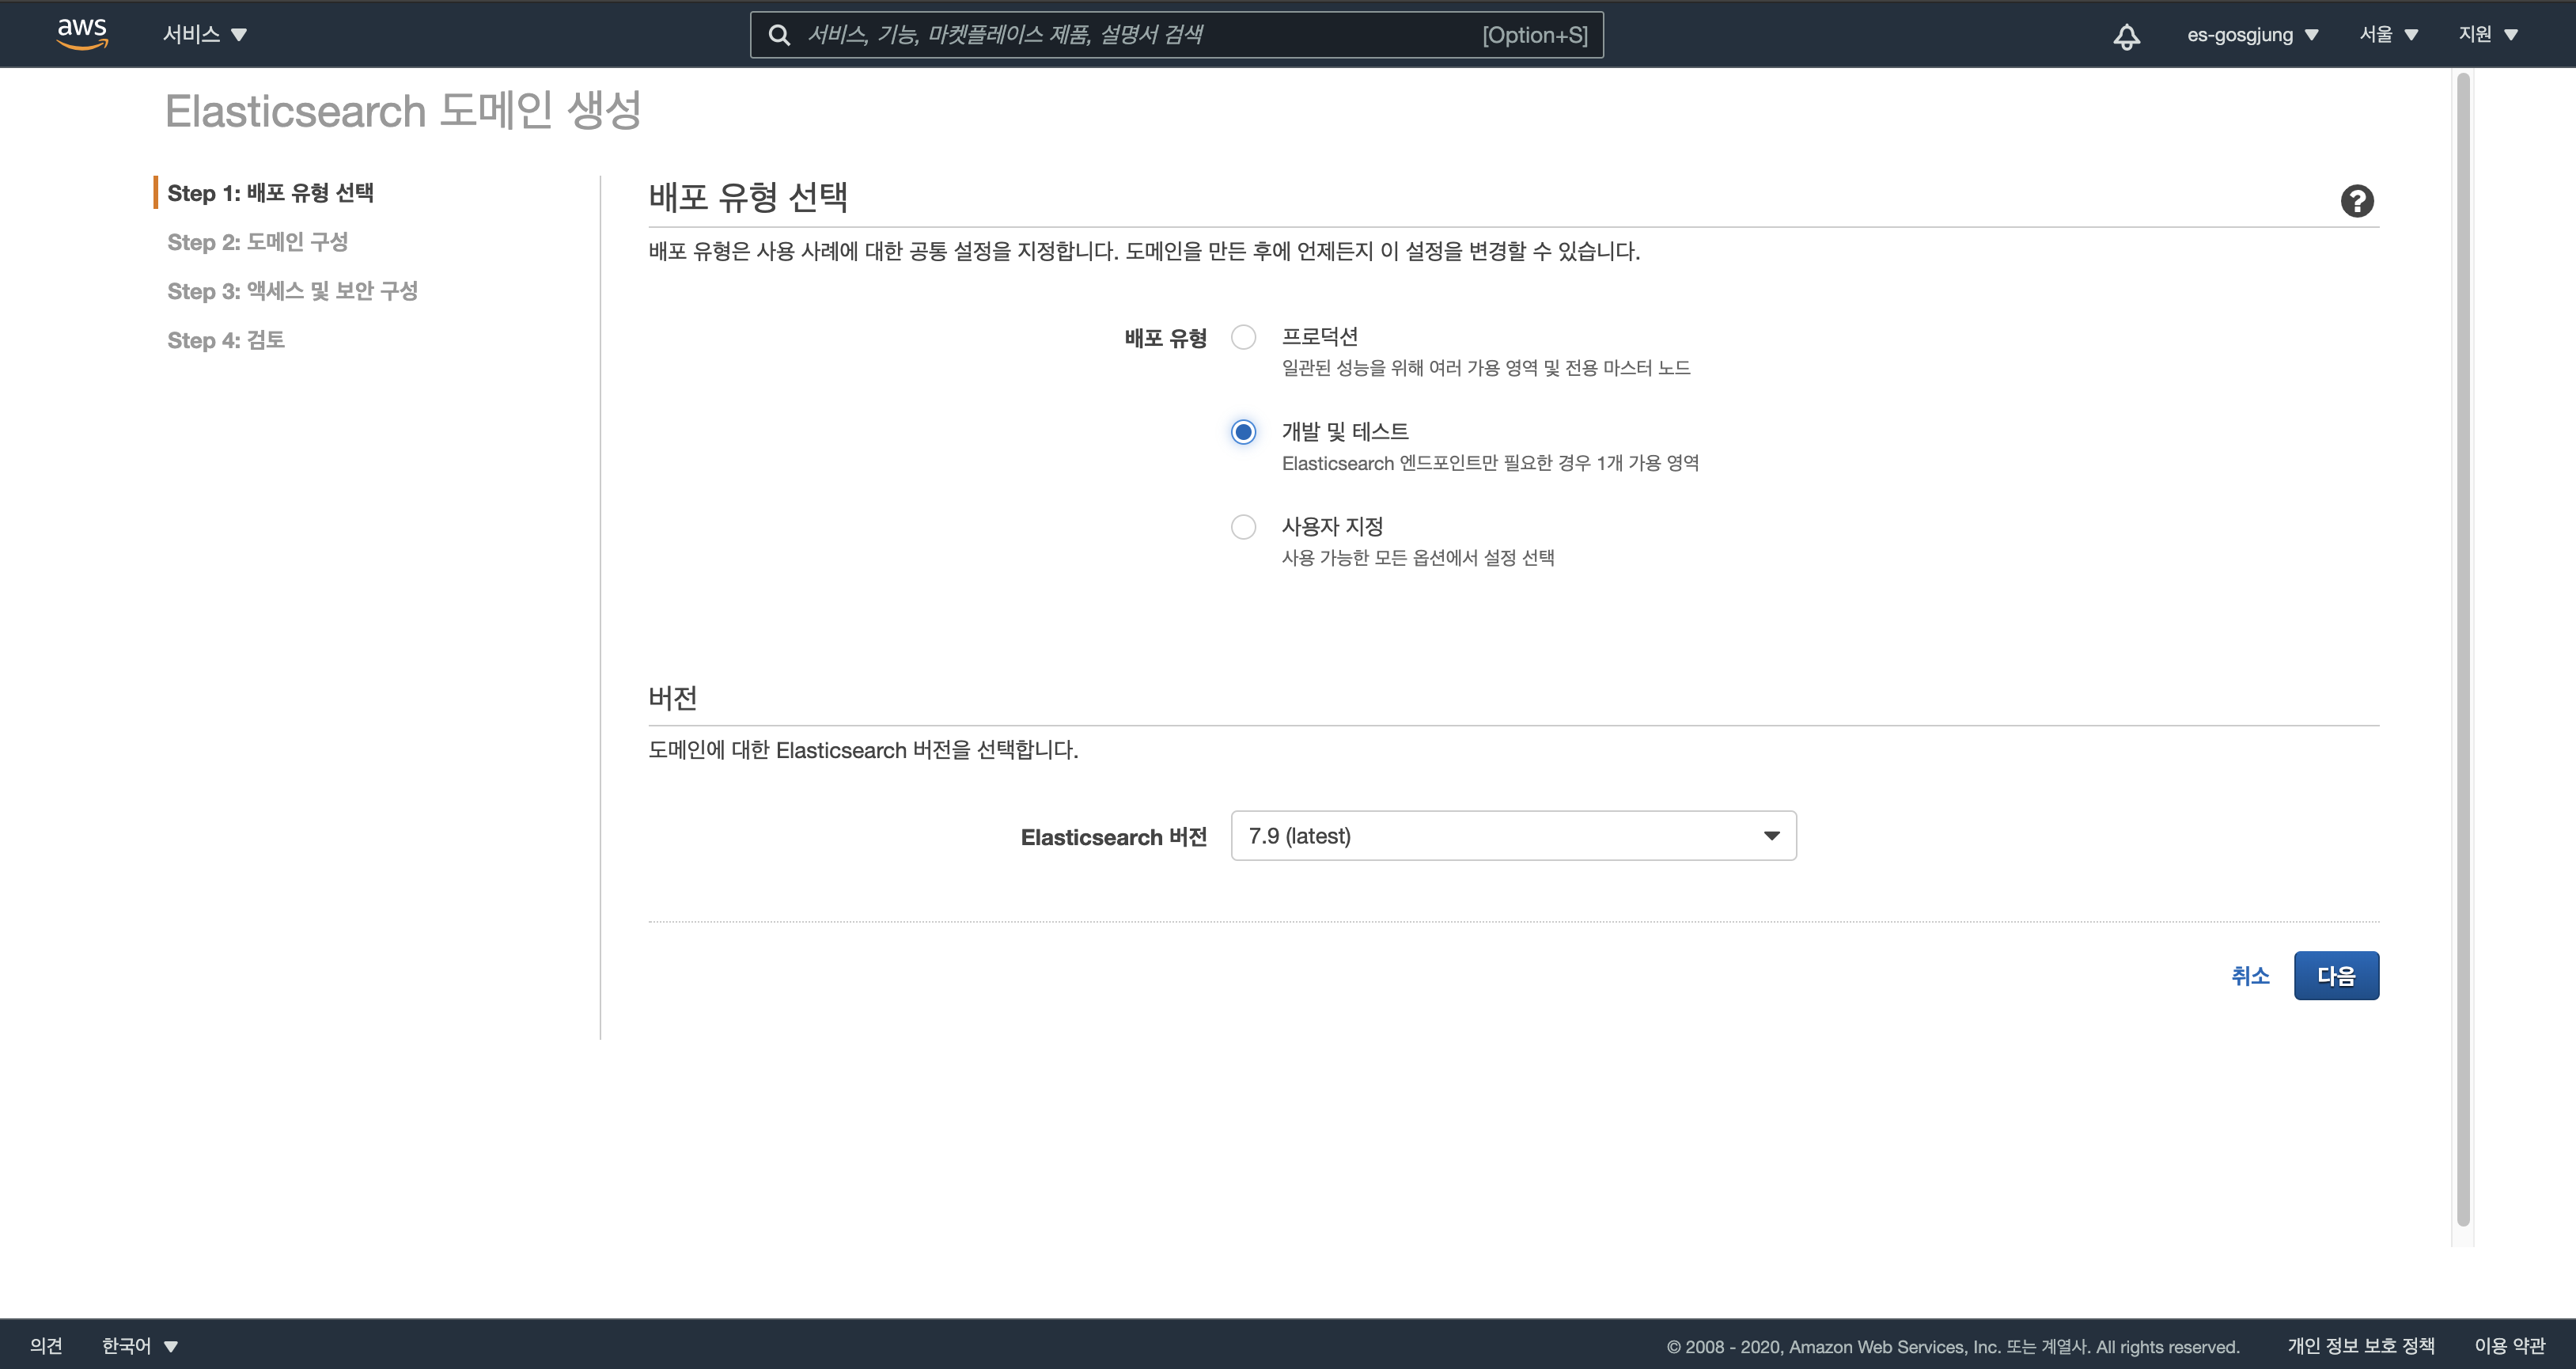 aws 서비스 서비스, 기능, 마켓플레이스 제품, 설명서 검색 [Option+S] es-gosgjung 서울 지원
Elasticsearch 도메인 생성
Step 1: 배포 유형 선택
Step 2: 도메인 구성
Step 3: 액세스 및 보안 구성
Step 4: 검토
배포 유형 선택
배포 유형은 사용 사례에 대한 공통 설정을 지정합니다. 도메인을 만든 후에 언제든지 이 설정을 변경할 수 있습니다.
배포 유형 프로덕션
일관된 성능을 위해 여러 가용 영역 및 전용 마스터 노드
개발 및 테스트
Elasticsearch 엔드포인트만 필요한 경우 1개 가용 영역
사용자 지정
사용 가능한 모든 옵션에서 설정 선택
버전
도메인에 대한 Elasticsearch 버전을 선택합니다.
Elasticsearch 버전 7.9 (latest)
취소 다음
의견 한국어 © 2008 - 2020, Amazon Web Services, Inc. 또는 계열사. All rights reserved. 개인 정보 보호 정책 이용 약관